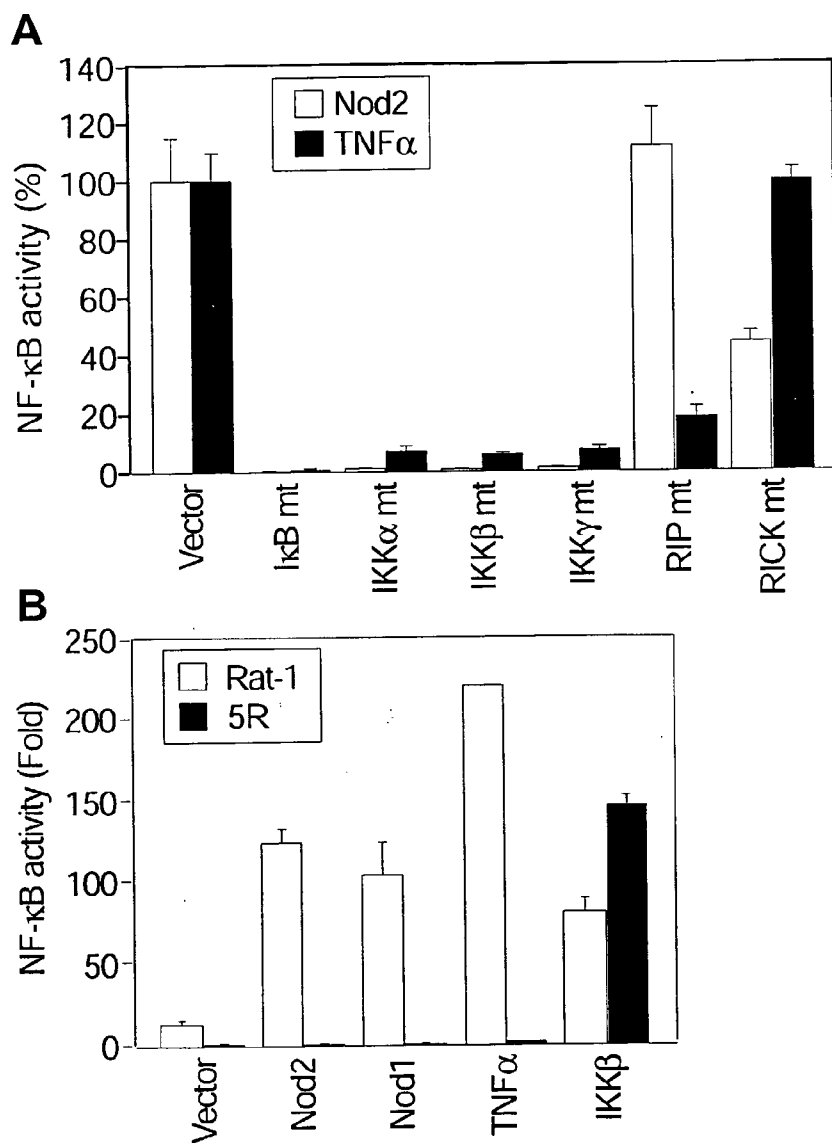 A
NF-κB activity (%)
140
120
100
80
60
40
20
0
Nod2
TNFα
Vector
IκB mt
IKKα mt
IKKβ mt
IKKγ mt
RIP mt
RICK mt
B
NF-κB activity (Fold)
250
200
150
100
50
0
Rat-1
5R
Vector
Nod2
Nod1
TNFα
IKKβ